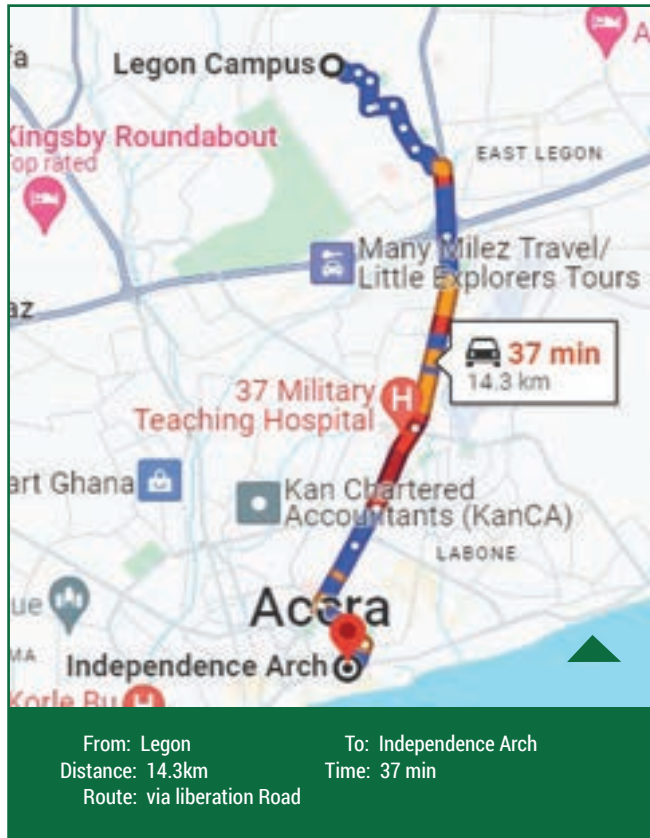 fa
Legon Campus
A
Kingsby Roundabout
Top rated
EAST LEGON
Many Milez Travel/
Little Explorers Tours
az
37 min
14.3 km
37 Military
Teaching Hospital
H
art Ghana
Kan Chartered
Accountants (KanCA)
LABONE
ue
Accra
MA
Independence Arch
Korle Bu
H
From: Legon
To: Independence Arch
Distance: 14.3km
Time: 37 min
Route: via liberation Road